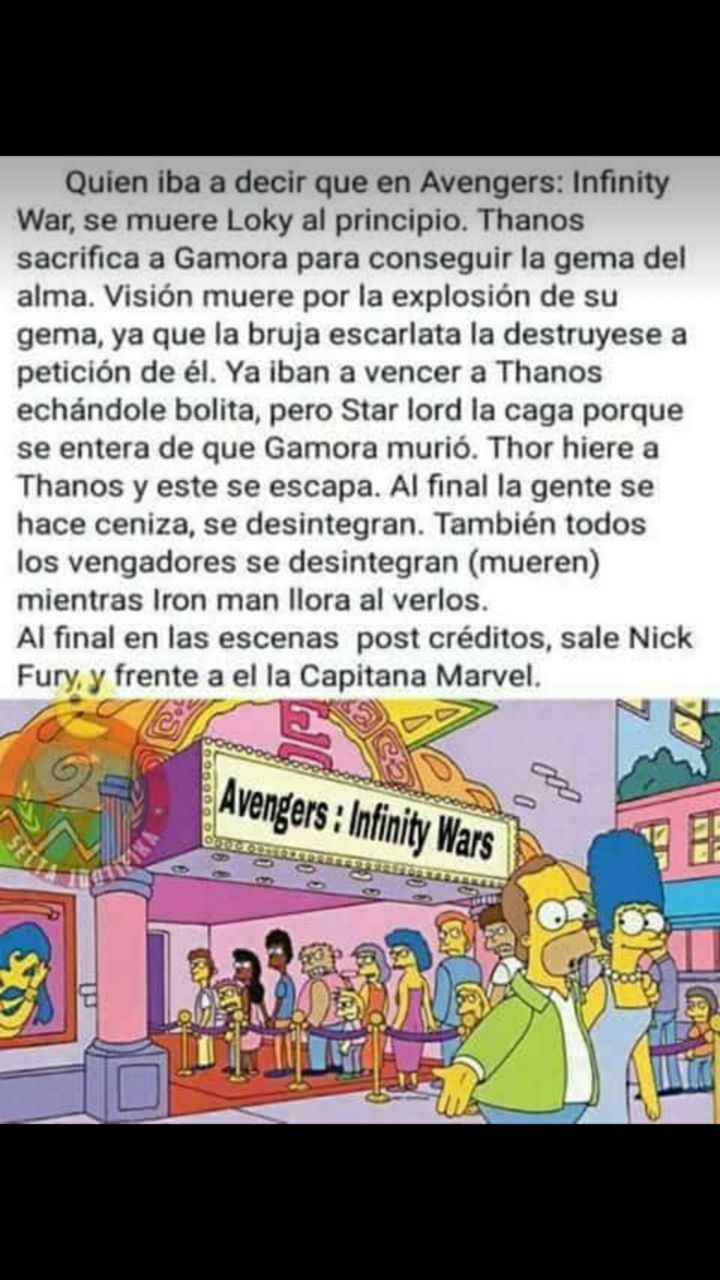 Quien iba a decir que en Avengers: Infinity
War, se muere Loky al principio. Thanos
sacrifica a Gamora para conseguir la gema del
alma. Visión muere por la explosión de su
gema, ya que la bruja escarlata la destruyese a
petición de él. Ya iban a vencer a Thanos
echándole bolita, pero Star lord la caga porque
se entera de que Gamora murió. Thor hiere a
Thanos y este se escapa. Al final la gente se
hace ceniza, se desintegran. También todos
los vengadores se desintegran (mueren)
mientras Iron man llora al verlos.
Al final en las escenas post créditos, sale Nick
Fury, y frente a el la Capitana Marvel.
Avengers : Infinity Wars